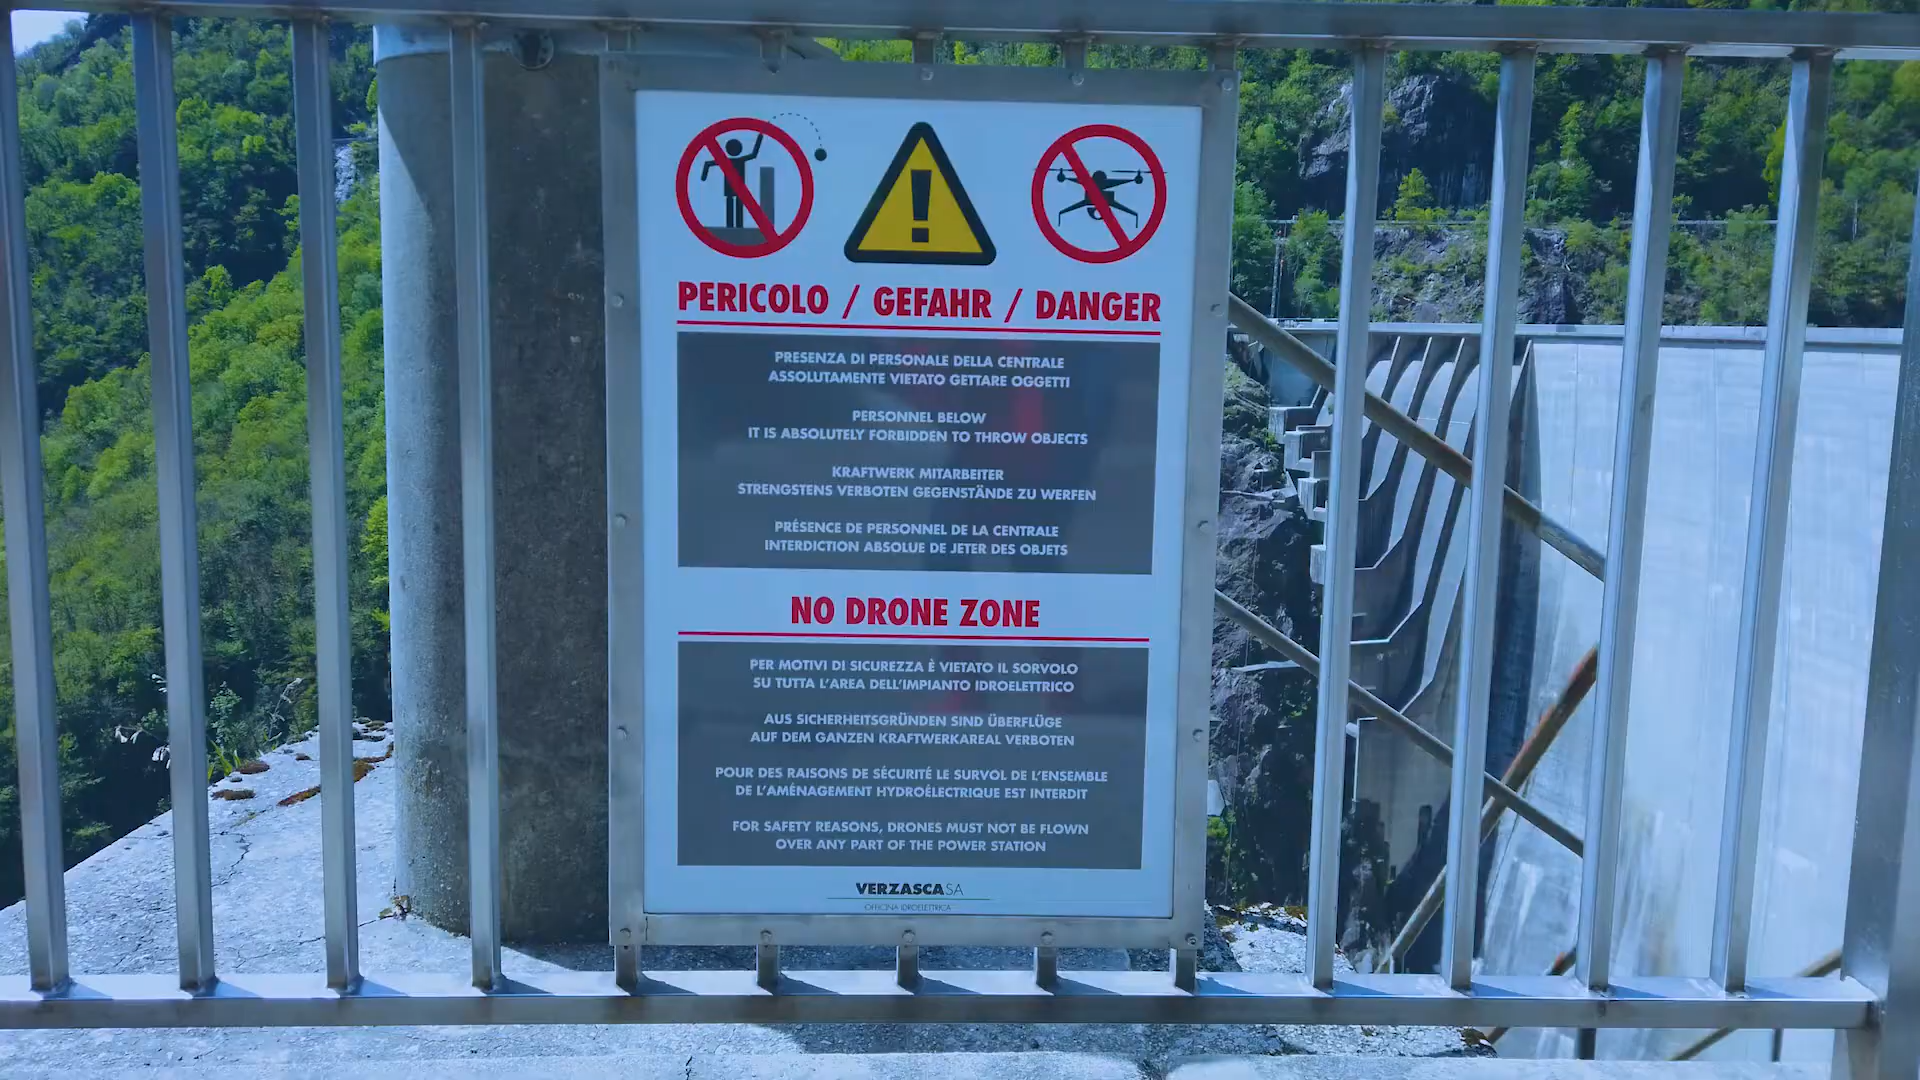 PERICOLO / GEFAHR / DANGER
PRESENZA DI PERSONALE DELLA CENTRALE
ASSOLUTAMENTE VIETATO GETTARE OGGETTI
PERSONNEL BELOW
IT IS ABSOLUTELY FORBIDDEN TO THROW OBJECTS
KRAFTWERK MITARBEITER
STRENGSTENS VERBOTEN GEGENSTÄNDE ZU WERFEN
PRÉSENCE DE PERSONNEL DE LA CENTRALE
INTERDICTION ABSOLUE DE JETER DES OBJETS
NO DRONE ZONE
PER MOTIVI DI SICUREZZA È VIETATO IL SORVOLO
SU TUTTA L'AREA DELL'IMPIANTO IDROELETTRICO
AUS SICHERHEITSGRÜNDEN SIND ÜBERFLÜGE
AUF DEM GANZEN KRAFTWERKAREAL VERBOTEN
POUR DES RAISONS DE SÉCURITÉ LE SURVOL DE L'ENSEMBLE
DE L'AMÉNAGEMENT HYDROÉLECTRIQUE EST INTERDIT
FOR SAFETY REASONS, DRONES MUST NOT BE FLOWN
OVER ANY PART OF THE POWER STATION
VERZASCA SA
OFFICINA IDROELETTRICA